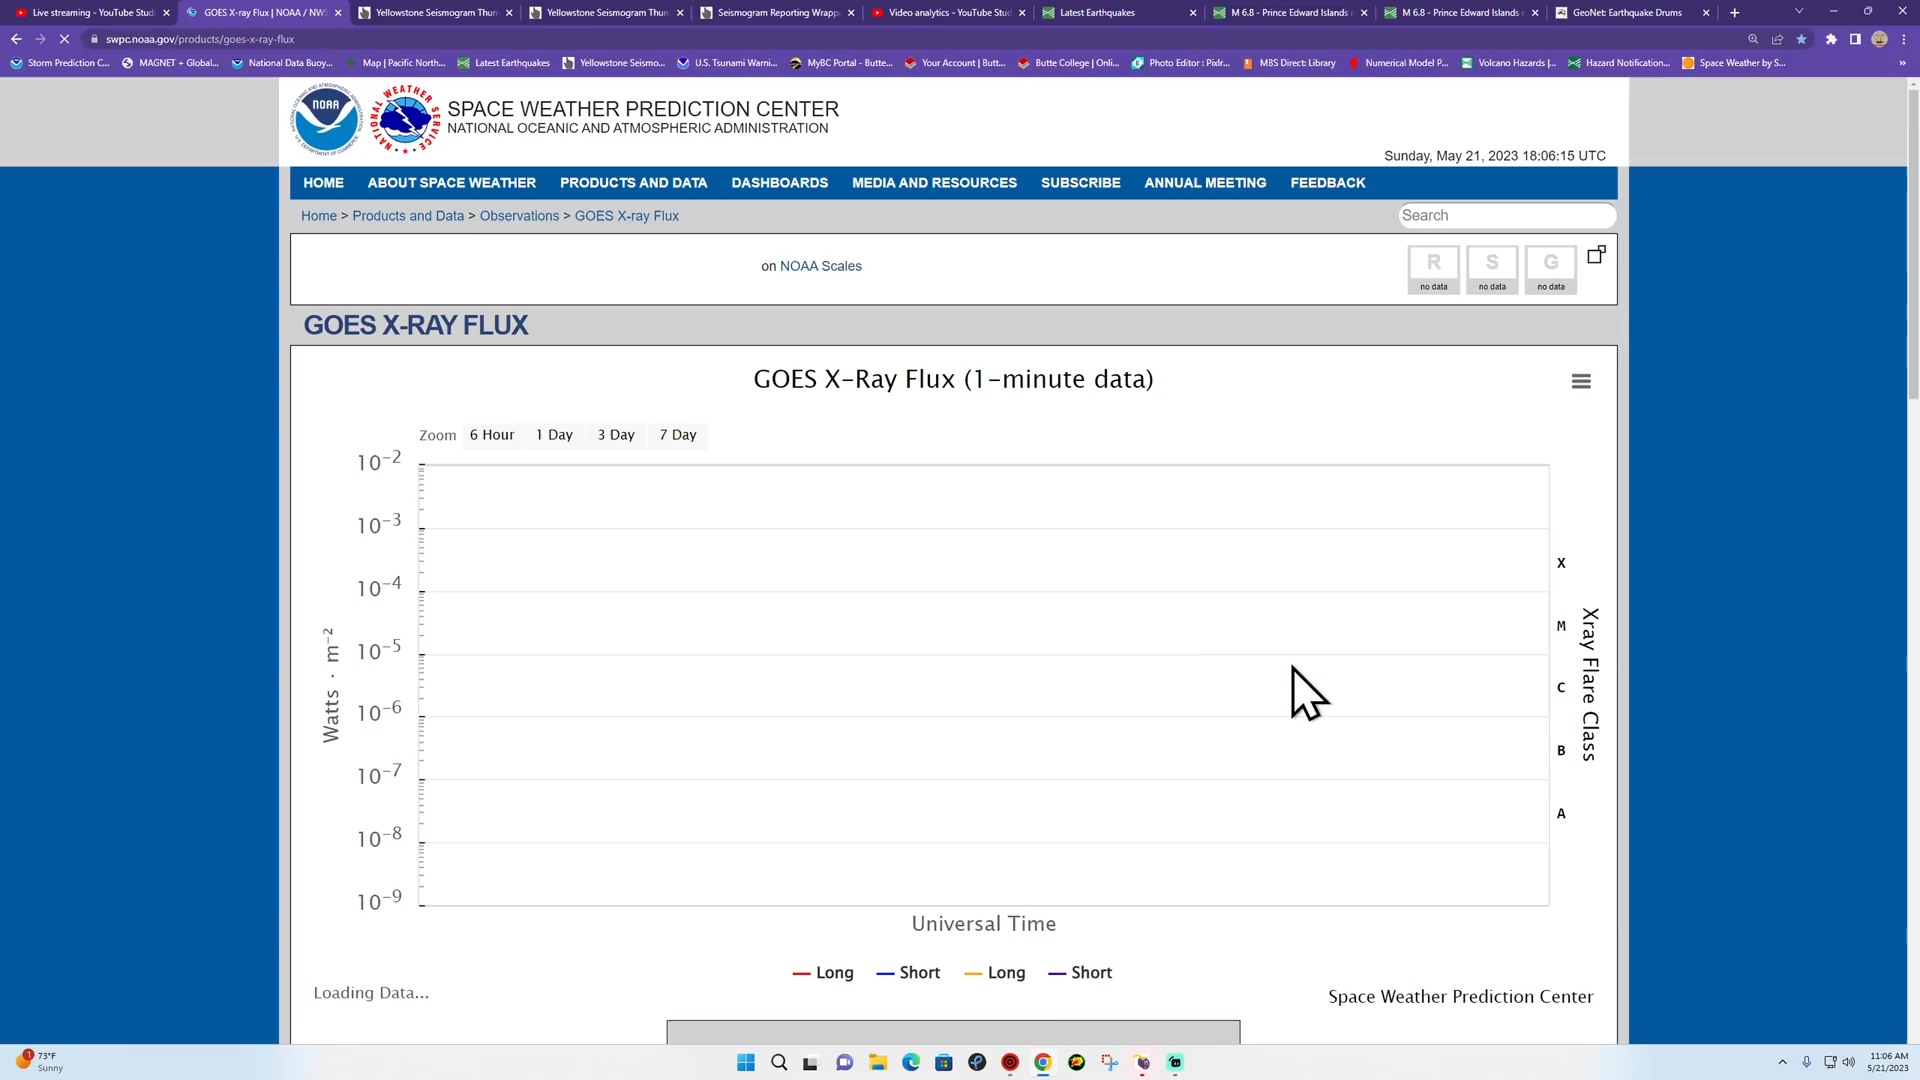 Live streaming - YouTube Stud
GOES X-ray Flux | NOAA / NW
Yellowstone Seismogram Thum
Yellowstone Seismogram Thum
Seismogram Reporting Wrapp
Video analytics - YouTube Stud
Latest Earthquakes
M 6.8 - Prince Edward Islands
M 6.8 - Prince Edward Islands
GeoNet: Earthquake Drums
swpc.noaa.gov/products/goes-x-ray-flux
Storm Prediction C...
MAGNET + Global...
National Data Buoy...
Map | Pacific North...
Latest Earthquakes
Yellowstone Seismo...
U.S. Tsunami Warni...
MyBC Portal - Butte...
Your Account | Butt...
Butte College | Onli...
Photo Editor : Pixlr...
MBS Direct: Library
Numerical Model P...
Volcano Hazards |...
Hazard Notification...
Space Weather by S...
NOAA
NATIONAL WEATHER SERVICE
SPACE WEATHER PREDICTION CENTER
NATIONAL OCEANIC AND ATMOSPHERIC ADMINISTRATION
Sunday, May 21, 2023 18:06:15 UTC
HOME ABOUT SPACE WEATHER PRODUCTS AND DATA DASHBOARDS MEDIA AND RESOURCES SUBSCRIBE ANNUAL MEETING FEEDBACK
Home > Products and Data > Observations > GOES X-ray Flux
Search
on NOAA Scales
R S G
no data no data no data
GOES X-RAY FLUX
GOES X-Ray Flux (1-minute data)
Zoom 6 Hour 1 Day 3 Day 7 Day
10⁻²
10⁻³
10⁻⁴
10⁻⁵
10⁻⁶
10⁻⁷
10⁻⁸
10⁻⁹
Watts · m⁻²
X
M
C
B
A
Xray Flare Class
Universal Time
Long Short Long Short
Loading Data...
Space Weather Prediction Center
1
73°F
Sunny
11:06 AM
5/21/2023